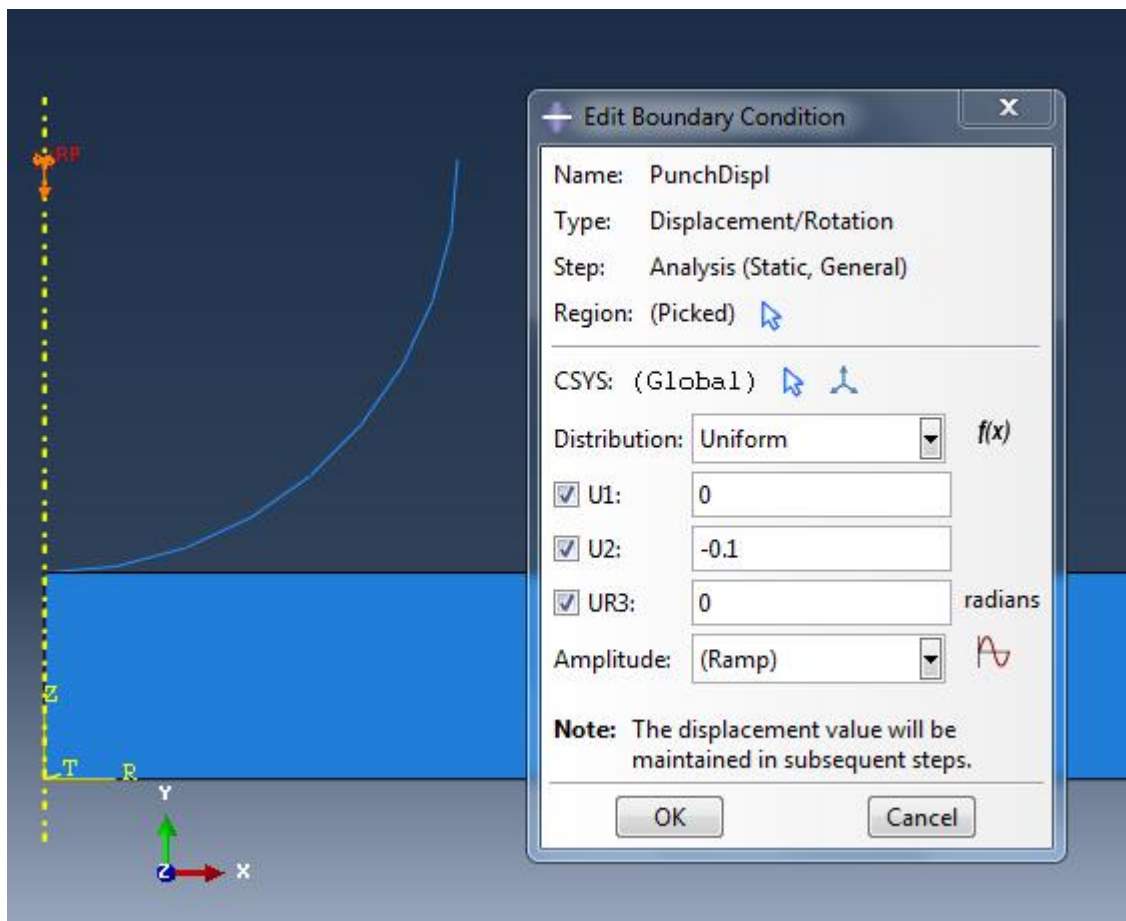 RP
Z
T R
Y
Z X
Edit Boundary Condition
X
Name: PunchDispl
Type: Displacement/Rotation
Step: Analysis (Static, General)
Region: (Picked)
CSYS: (Global)
Distribution: Uniform f(x)
U1: 0
U2: -0.1
UR3: 0 radians
Amplitude: (Ramp)
Note: The displacement value will be
maintained in subsequent steps.
OK Cancel